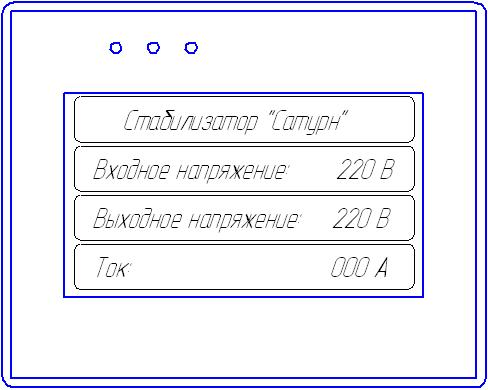 Стабилизатор "Сатурн"
Входное напряжение: 220 В
Выходное напряжение: 220 В
Ток: 000 А